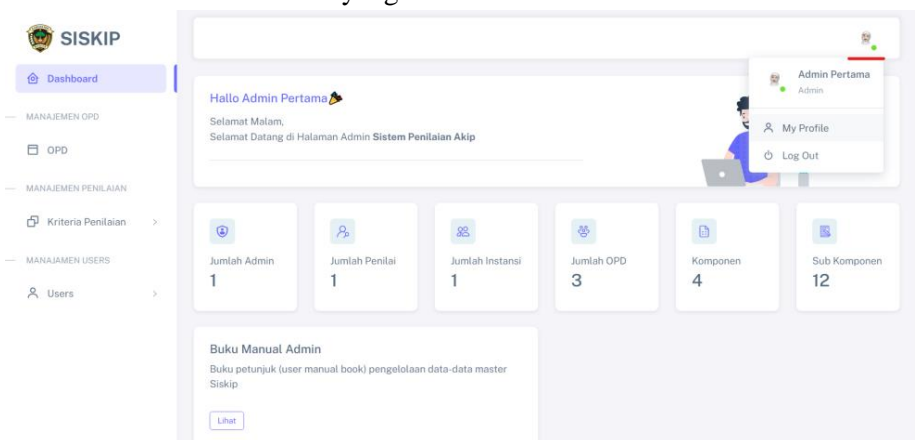 SISKIP
Dashboard
MANAJEMEN OPD
OPD
MANAJEMEN PENILAIAN
Kriteria Penilaian
MANAJAMEN USERS
Users
Admin Pertama
Admin
My Profile
Log Out
Hallo Admin Pertama
Selamat Malam,
Selamat Datang di Halaman Admin Sistem Penilaian Akip
Jumlah Admin
1
Jumlah Penilai
1
Jumlah Instansi
1
Jumlah OPD
3
Komponen
4
Sub Komponen
12
Buku Manual Admin
Buku petunjuk (user manual book) pengelolaan data-data master
Siskip
Lihat